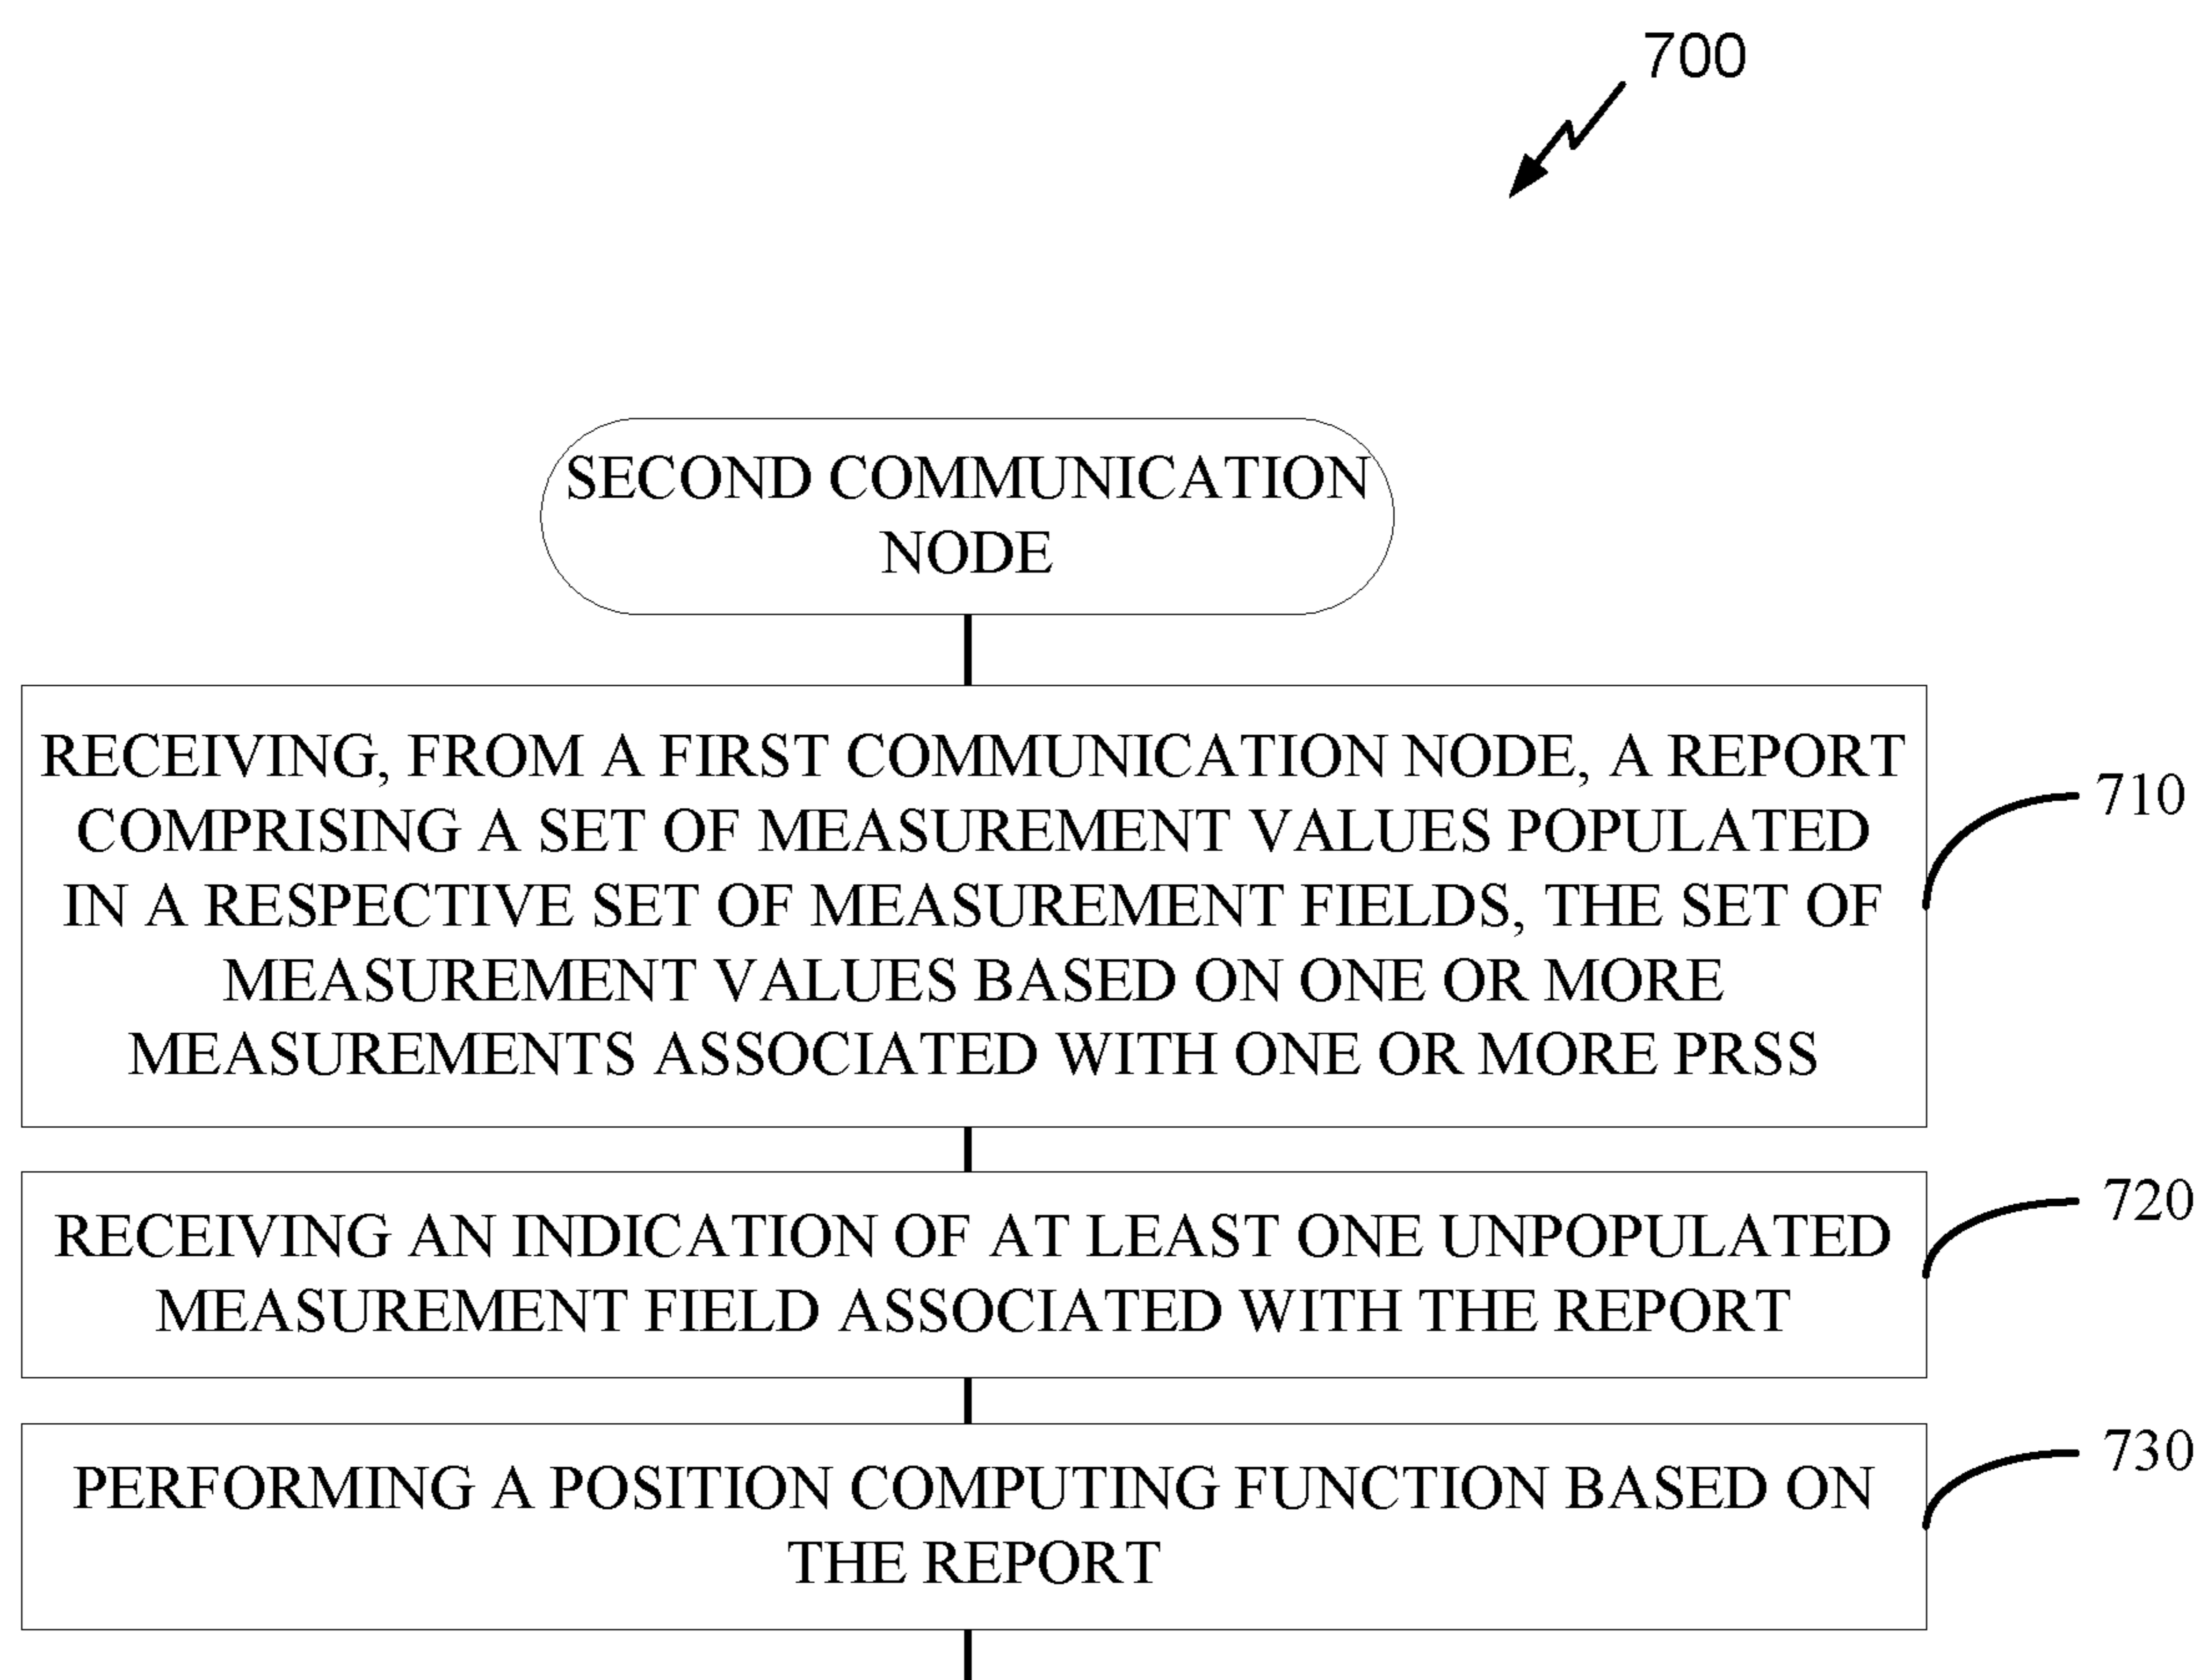 700
SECOND COMMUNICATION
NODE
RECEIVING, FROM A FIRST COMMUNICATION NODE, A REPORT
COMPRISING A SET OF MEASUREMENT VALUES POPULATED
IN A RESPECTIVE SET OF MEASUREMENT FIELDS, THE SET OF
MEASUREMENT VALUES BASED ON ONE OR MORE
MEASUREMENTS ASSOCIATED WITH ONE OR MORE PRSS
710
RECEIVING AN INDICATION OF AT LEAST ONE UNPOPULATED
MEASUREMENT FIELD ASSOCIATED WITH THE REPORT
720
PERFORMING A POSITION COMPUTING FUNCTION BASED ON
THE REPORT
730